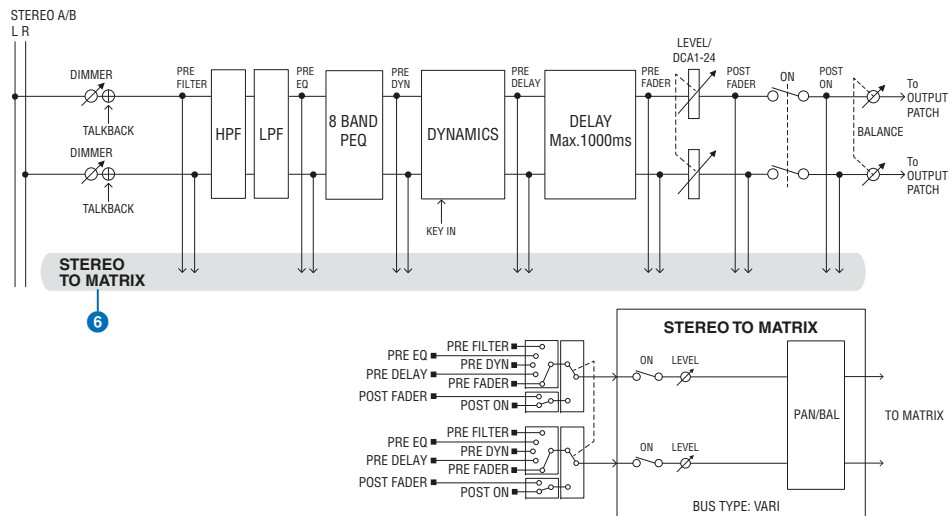 STEREO A/B
L R
DIMMER
TALKBACK
DIMMER
TALKBACK
PRE
FILTER
HPF
LPF
PRE
EQ
8 BAND
PEQ
PRE
DYN
DYNAMICS
KEY IN
PRE
DELAY
DELAY
Max.1000ms
PRE
FADER
LEVEL/
DCA1-24
POST
FADER
ON
POST
ON
BALANCE
To
OUTPUT
PATCH
To
OUTPUT
PATCH
STEREO
TO MATRIX
6
PRE FILTER
PRE EQ
PRE DYN
PRE DELAY
PRE FADER
POST FADER
POST ON
PRE FILTER
PRE EQ
PRE DYN
PRE DELAY
PRE FADER
POST FADER
POST ON
STEREO TO MATRIX
ON
LEVEL
ON
LEVEL
PAN/BAL
BUS TYPE: VARI
TO MATRIX